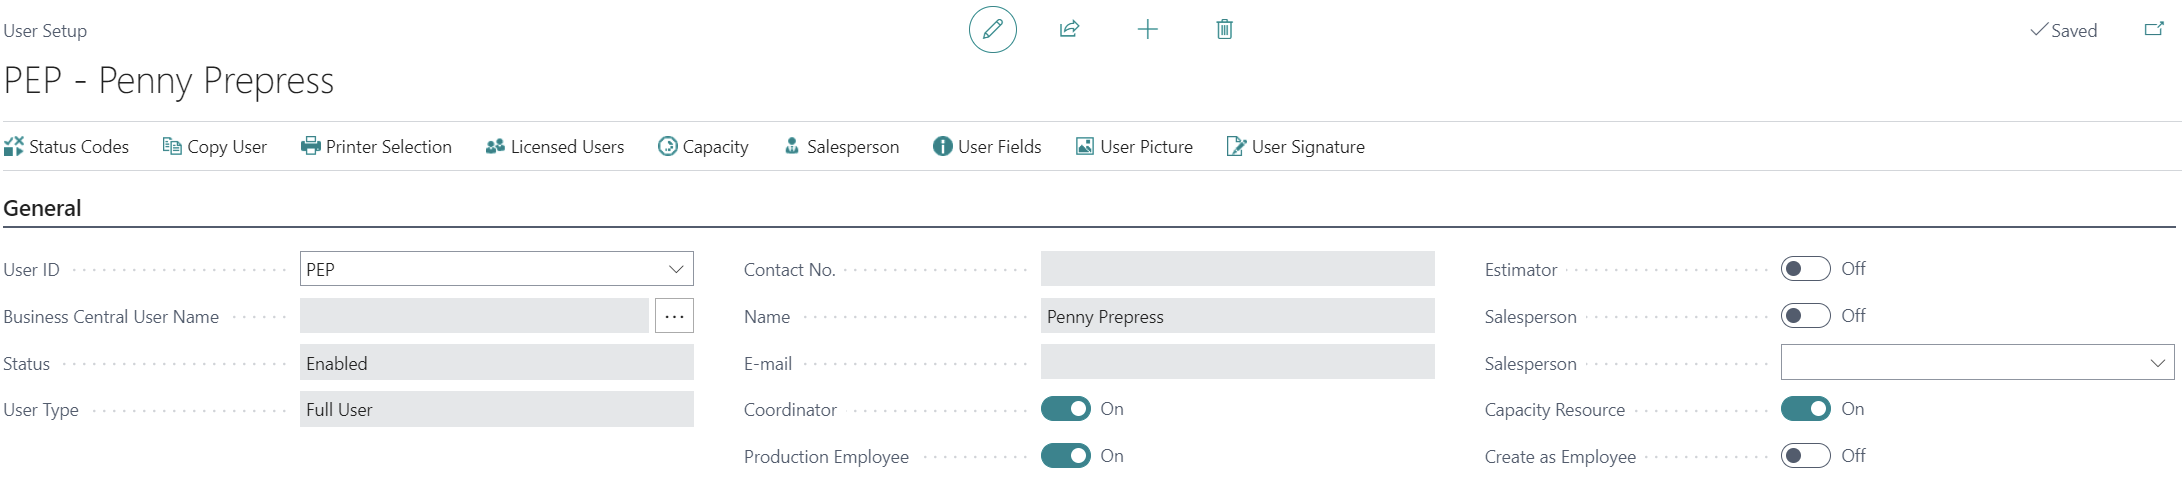 User Setup
Saved
PEP - Penny Prepress
Status Codes Copy User Printer Selection Licensed Users Capacity Salesperson User Fields User Picture User Signature
General
User ID PEP
Business Central User Name ...
Status Enabled
User Type Full User
Contact No.
Name Penny Prepress
E-mail
Coordinator On
Production Employee On
Estimator Off
Salesperson Off
Salesperson
Capacity Resource On
Create as Employee Off